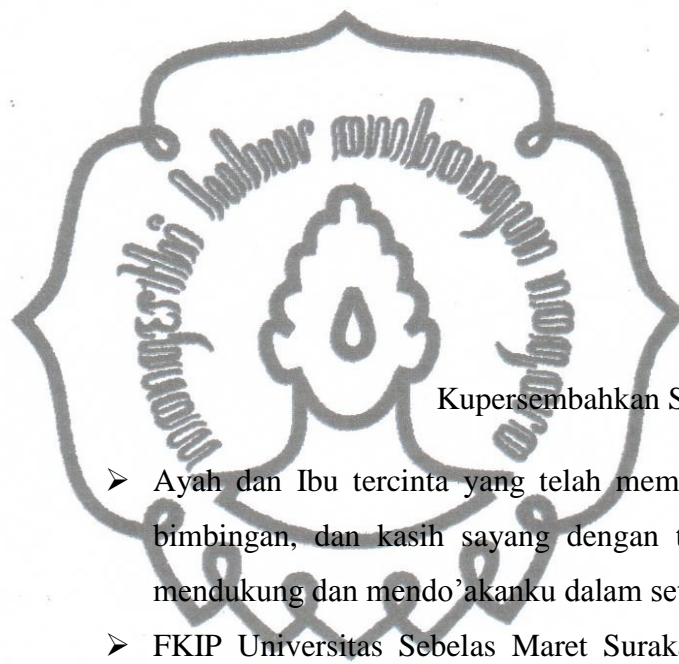 Kupersembahkan S
➢ Ayah dan Ibu tercinta yang telah mem
bimbingan, dan kasih sayang dengan t
mendukung dan mendo’akanku dalam se
➢ FKIP Universitas Sebelas Maret Surak